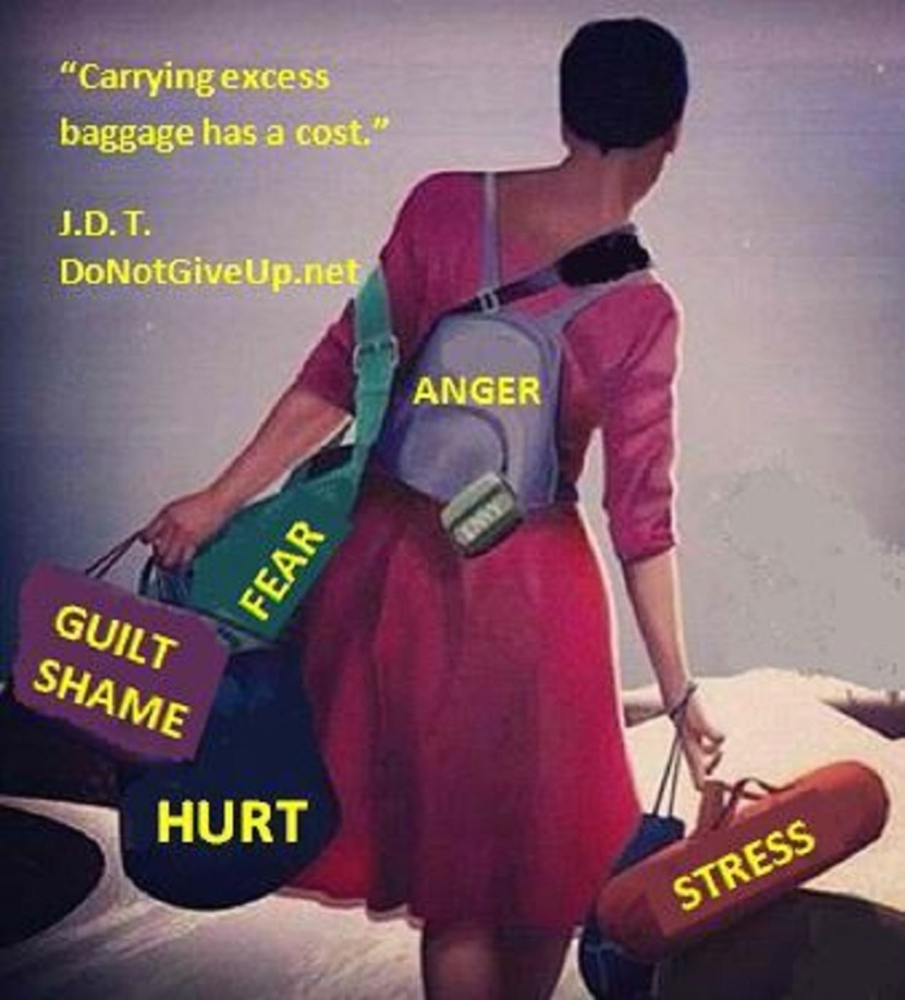 “Carrying excess
baggage has a cost.”
J.D. T.
DoNotGiveUp.net
ANGER
FEAR
GUILT
SHAME
HURT
STRESS